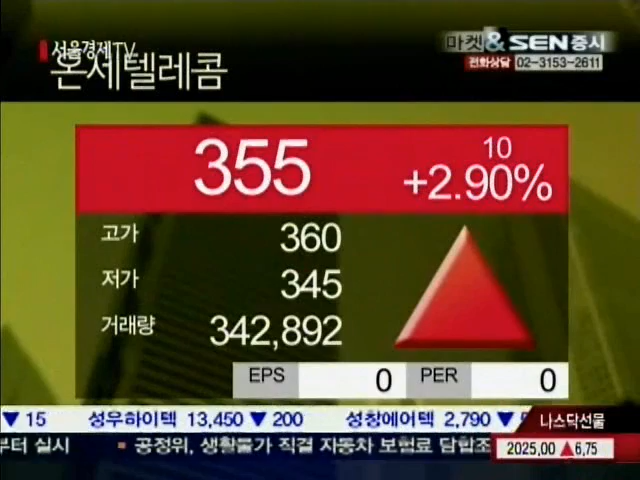 서울경제TV
마켓&SEN증시
전화상담 02-3153-2611
온세텔레콤
355
10
+2.90%
고가 360
저가 345
거래량 342,892
EPS 0 PER 0
▼15 성우하이텍 13,450▼200 성창에어텍 2,790▼
나스닥선물
부터 실시 ▪ 공정위, 생활물가 직결 자동차 보험료 담합조
2025,00 ▲6,75